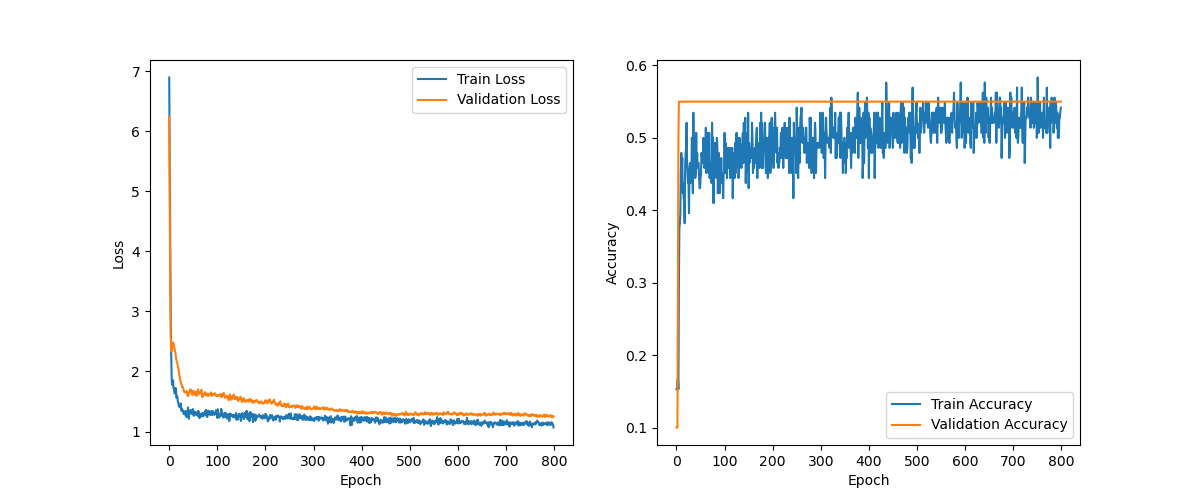 7
6
5
4
3
2
1
Loss
Train Loss
Validation Loss
0 100 200 300 400 500 600 700 800
Epoch
0.6
0.5
0.4
0.3
0.2
0.1
Accuracy
Train Accuracy
Validation Accuracy
0 100 200 300 400 500 600 700 800
Epoch